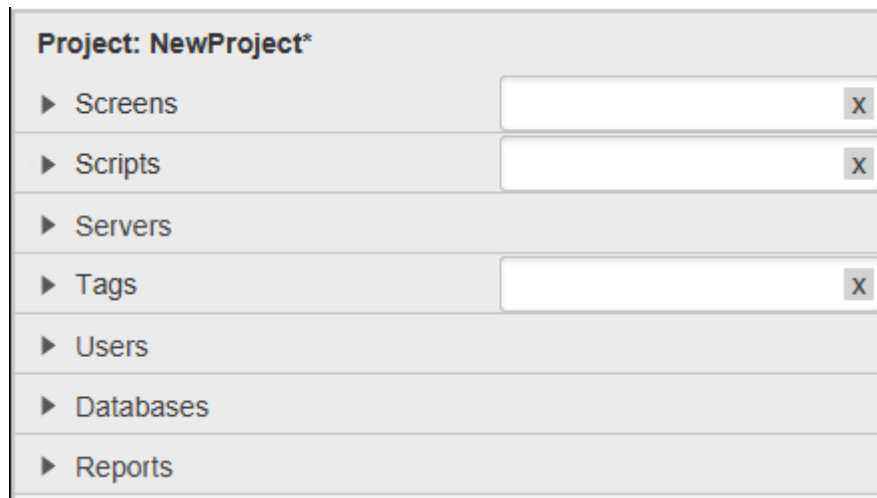 Project: NewProject*
Screens X
Scripts X
Servers
Tags X
Users
Databases
Reports